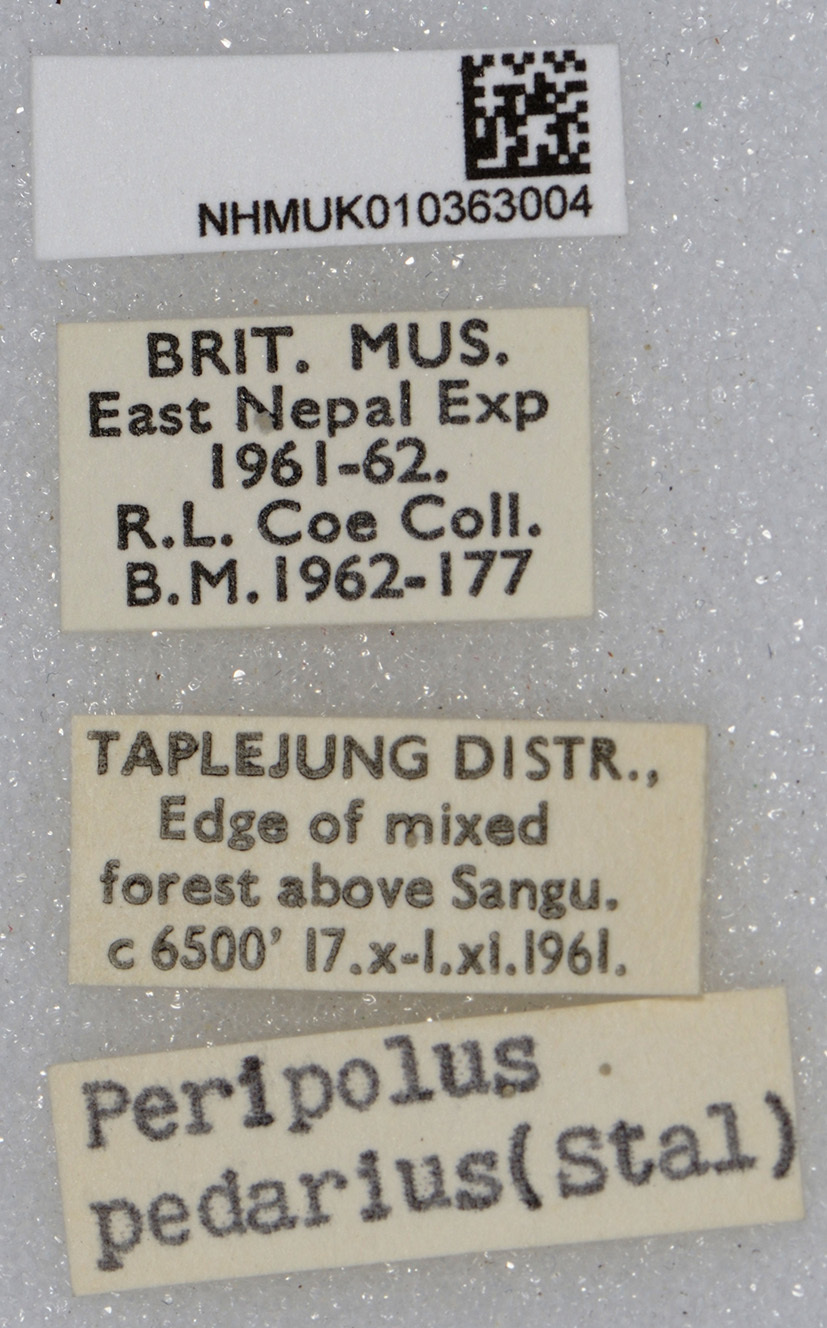 NHMUK010363004
BRIT. MUS.
East Nepal Exp
1961-62.
R.L. Coe Coll.
B.M.1962-177
TAPLEJUNG DISTR.,
Edge of mixed
forest above Sangu.
c 6500' 17.x-1.xi.1961.
Peripolus
pedarius(Stal)